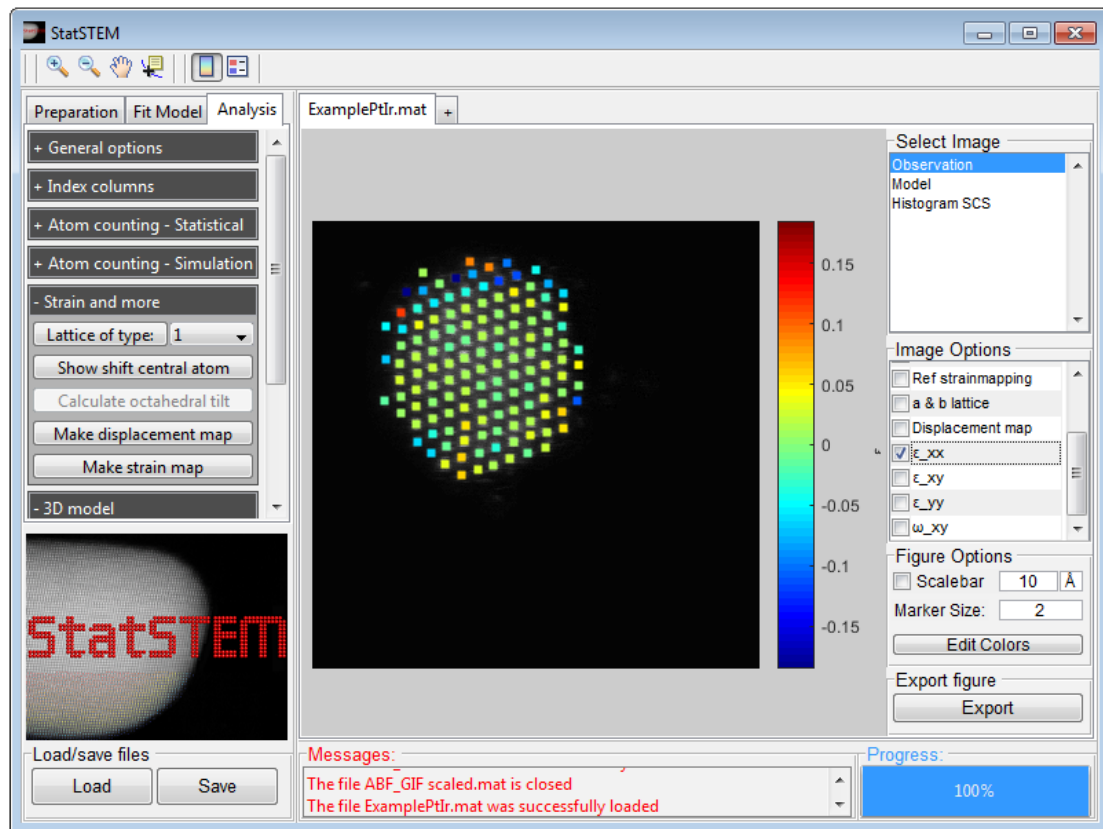 StatSTEM
Preparation Fit Model Analysis
+ General options
+ Index columns
+ Atom counting - Statistical
+ Atom counting - Simulation
- Strain and more
Lattice of type: 1
Show shift central atom
Calculate octahedral tilt
Make displacement map
Make strain map
- 3D model
StatSTEM
Load/save files
Load Save
ExamplePtIr.mat +
0.15
0.1
0.05
0
-0.05
-0.1
-0.15
Select Image
Observation
Model
Histogram SCS
Image Options
Ref strainmapping
a & b lattice
Displacement map
ε_xx
ε_xy
ε_yy
ω_xy
Figure Options
Scalebar 10 Å
Marker Size: 2
Edit Colors
Export figure
Export
Messages:
The file ABF_GIF scaled.mat is closed
The file ExamplePtIr.mat was successfully loaded
Progress:
100%